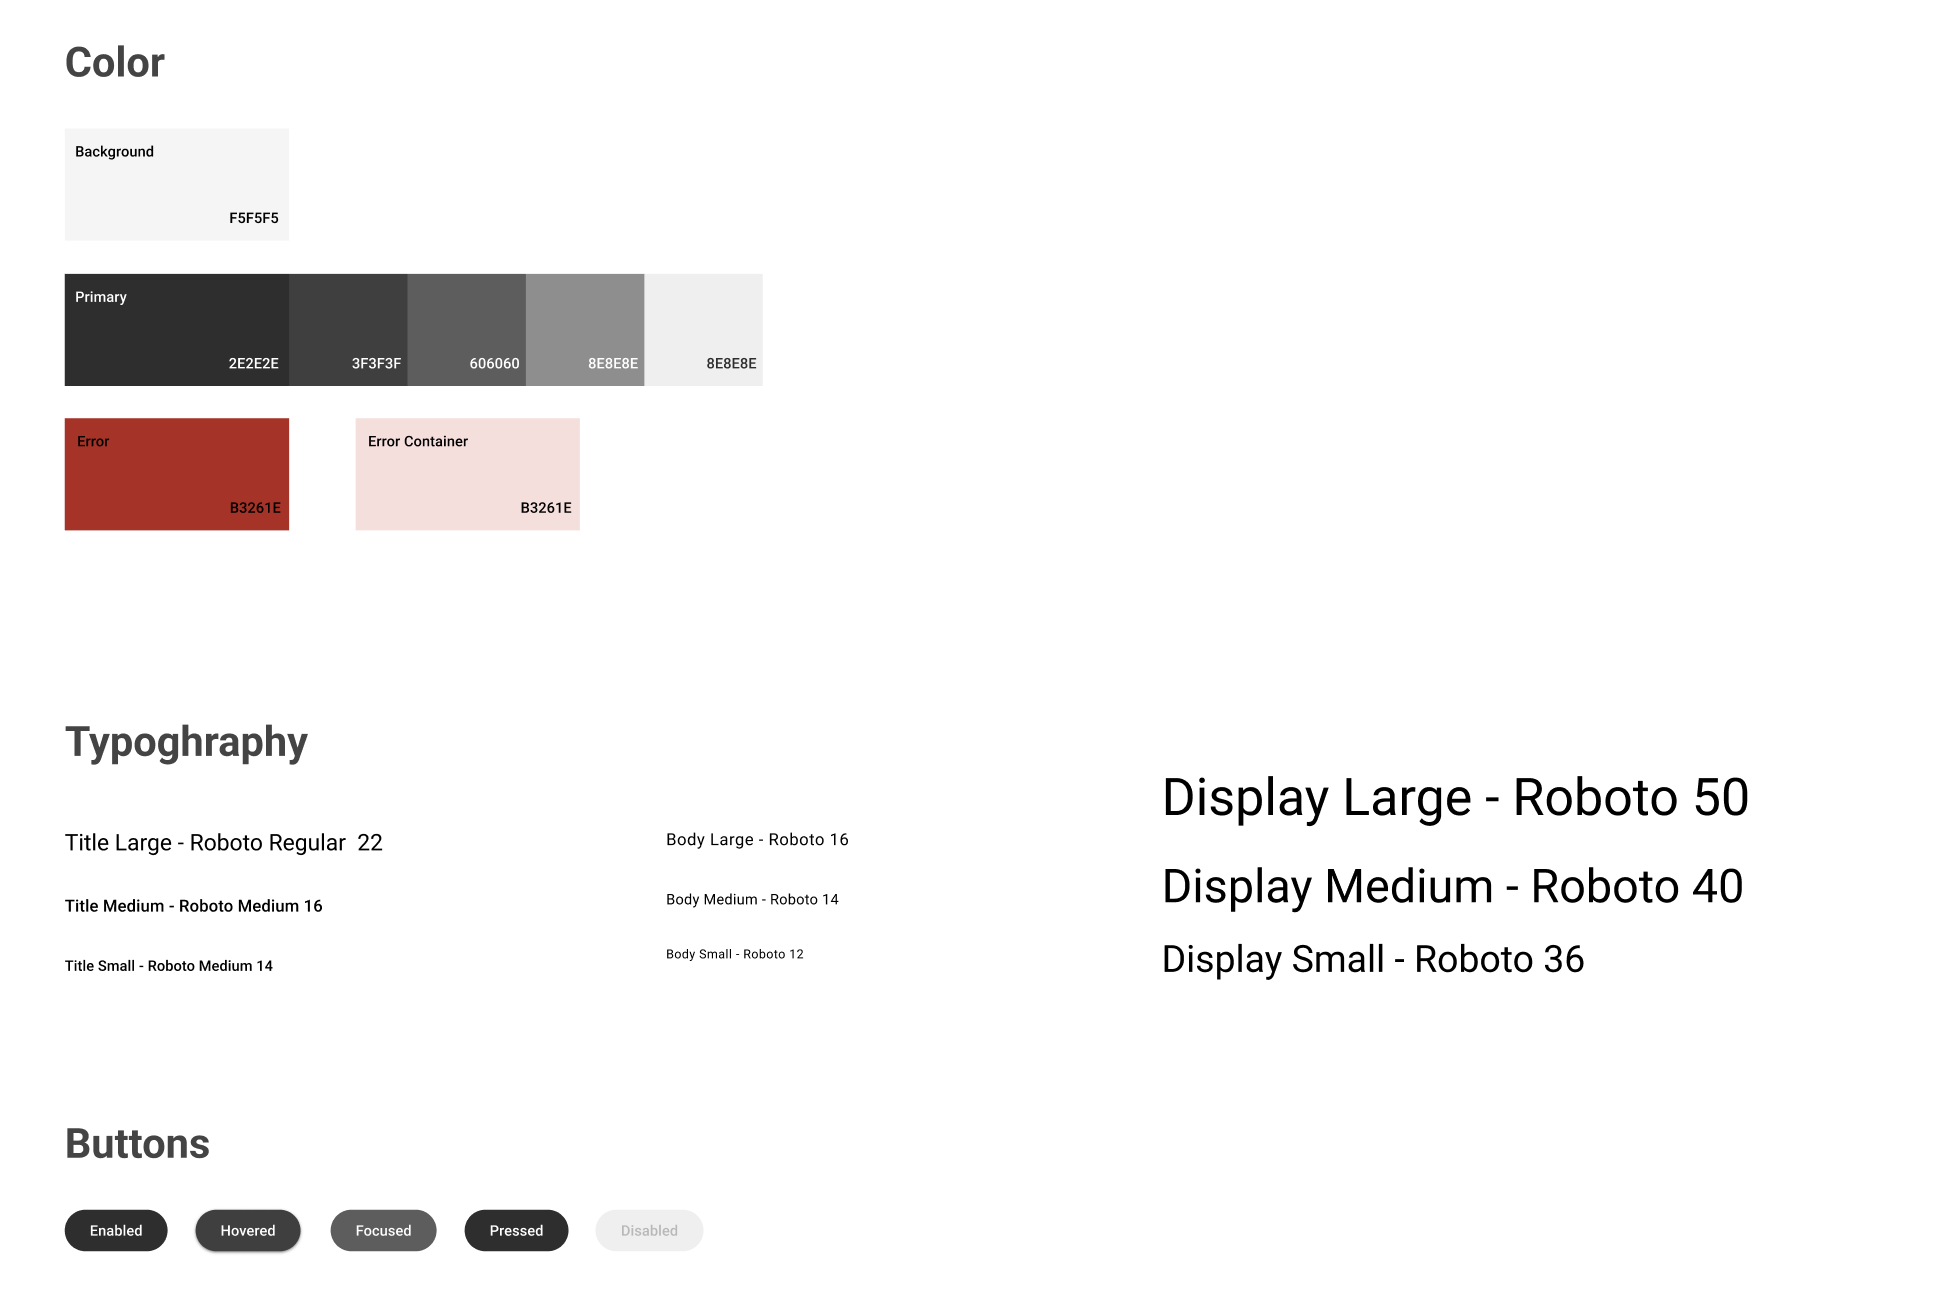 Color
Background
F5F5F5
Primary
2E2E2E
3F3F3F
606060
8E8E8E
8E8E8E
Error
B3261E
Error Container
B3261E
Typoghraphy
Title Large - Roboto Regular  22
Title Medium - Roboto Medium 16
Title Small - Roboto Medium 14
Body Large - Roboto 16
Body Medium - Roboto 14
Body Small - Roboto 12
Display Large - Roboto 50
Display Medium - Roboto 40
Display Small - Roboto 36
Buttons
Enabled
Hovered
Focused
Pressed
Disabled